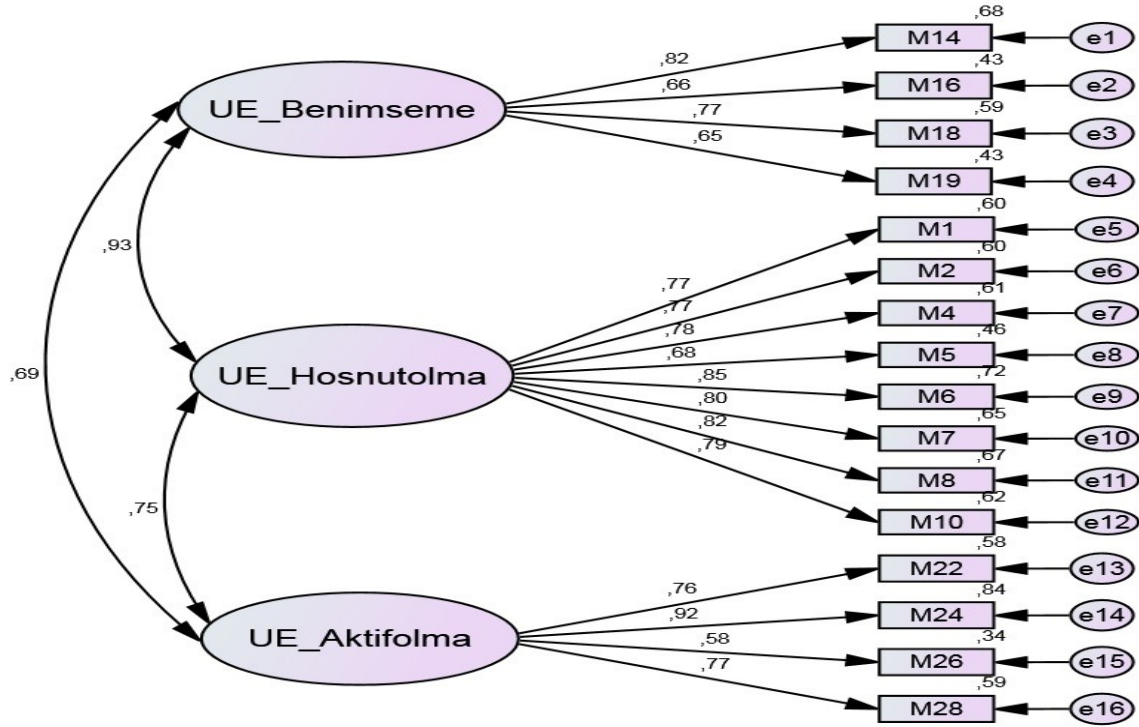 ,68
M14
e1
,82
,43
UE_Benimseme
,66
M16
e2
,59
,77
M18
e3
,43
,65
M19
e4
,60
M1
e5
,93
,60
,77
M2
e6
,61
,77
M4
e7
,46
,78
M5
e8
,72
,69
UE_Hosnutolma
,68
M6
e9
,65
,85
M7
e10
,67
,80
M8
e11
,62
,82
M10
e12
,79
,58
,75
M22
e13
,84
,76
M24
e14
,34
UE_Aktifolma
,92
M26
e15
,59
,58
M28
e16
,77